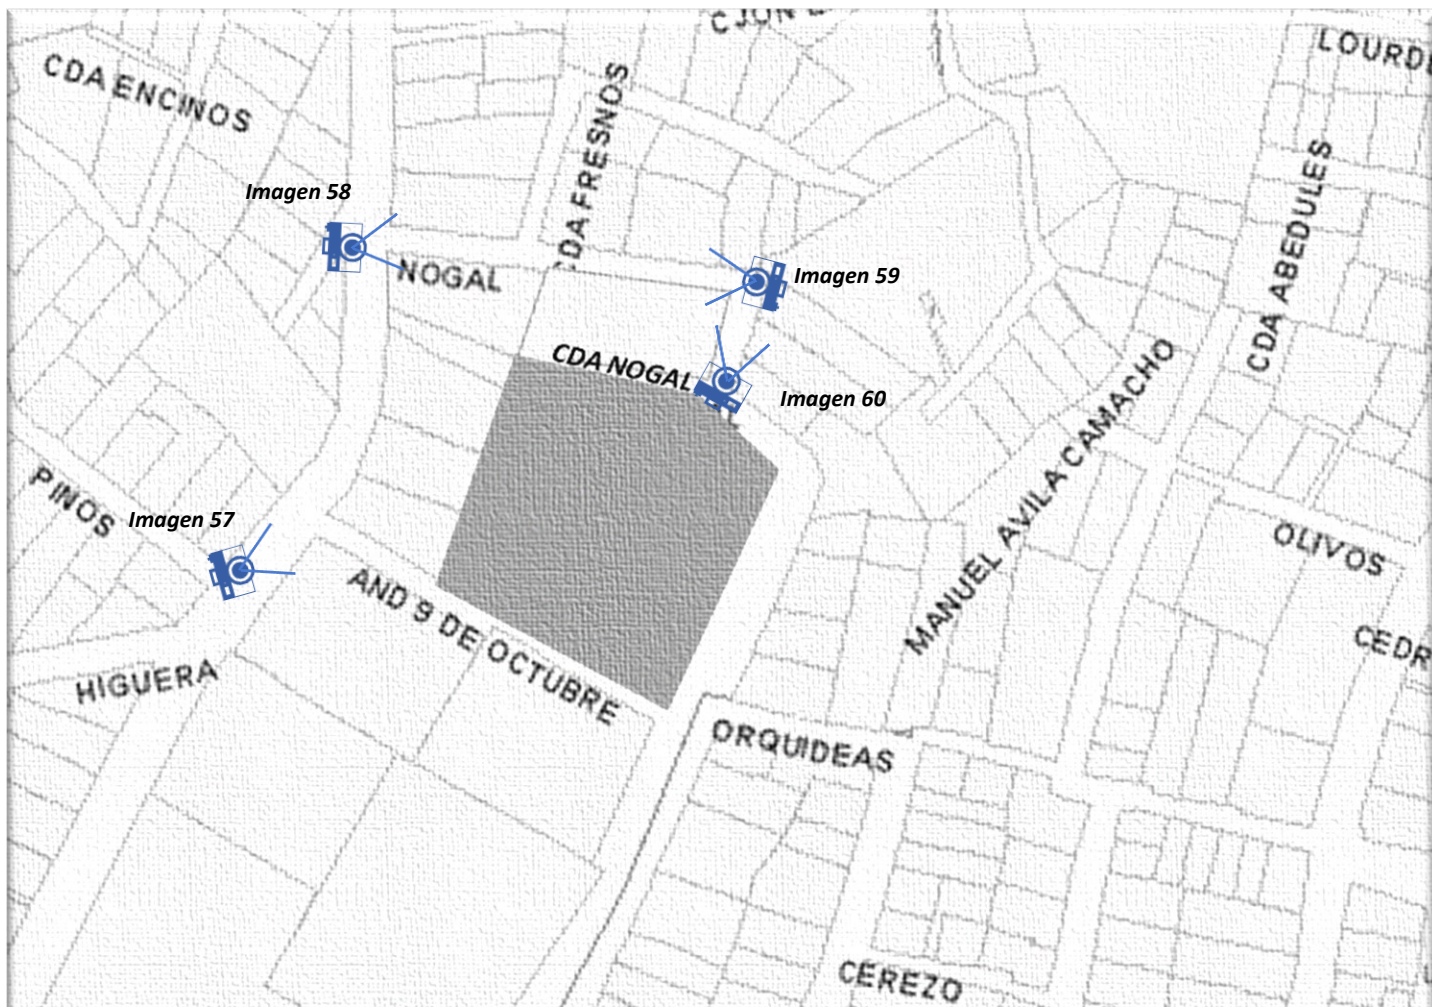 LOURD
CDA ENCINOS
CDA FRESNOS
CDA ABEDULES
Imagen 58
NOGAL
Imagen 59
CDA NOGAL
Imagen 60
MANUEL AVILA CAMACHO
PINOS
Imagen 57
OLIVOS
AND 9 DE OCTUBRE
HIGUERA
CEDR
ORQUIDEAS
CEREZO